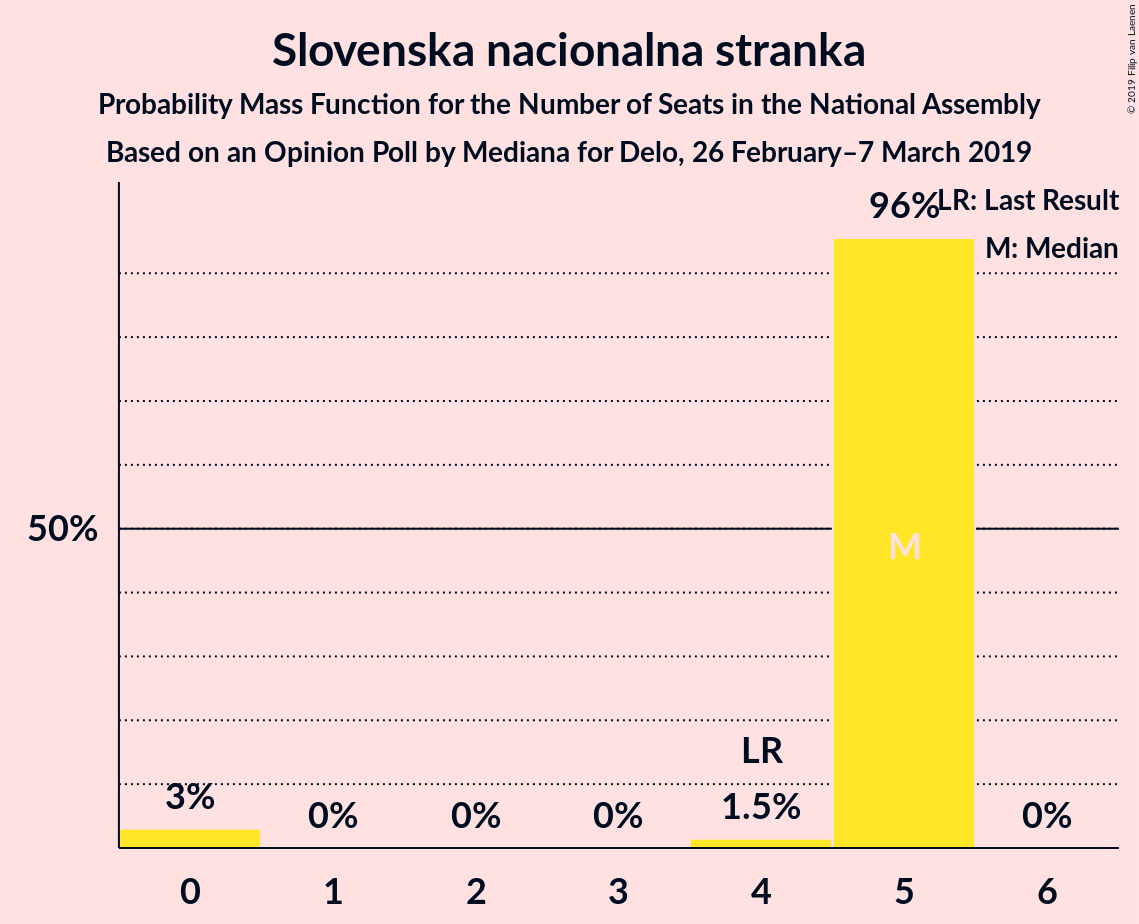 Slovenska nacionalna stranka
Probability Mass Function for the Number of Seats in the National Assembly
Based on an Opinion Poll by Mediana for Delo, 26 February–7 March 2019
© 2019 Filip van Laenen
LR: Last Result
M: Median
96%
50%
M
LR
3%
0%
0%
0%
1.5%
0%
0
1
2
3
4
5
6